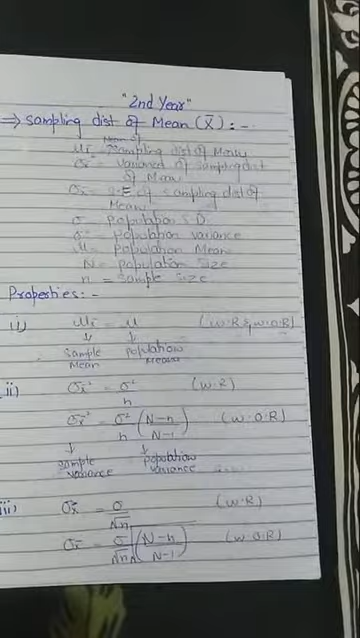 "2nd Year"
⇒ Sampling dist of Mean (X̄) : -
Mean of
μx̄ = Sampling dist of Mean
σx̄² = variance of sampling dist
of Mean
σx̄ = S.E of sampling dist of
Mean
σ = population S.D
σ² = population variance
μ = population Mean
N = population Size
n = sample size
Properties : -
i) μx̄ = μ (W.R & W.O.R)
↓ ↓
Sample population
Mean Mean
ii) σx̄² = σ²/n (W.R)
σx̄² = σ²/n (N-n/N-1) (W.O.R)
↓ ↓
sample population
variance variance
iii) σx̄ = σ/√n (W.R)
σx̄ = σ/√n √(N-n/N-1) (W.O.R)